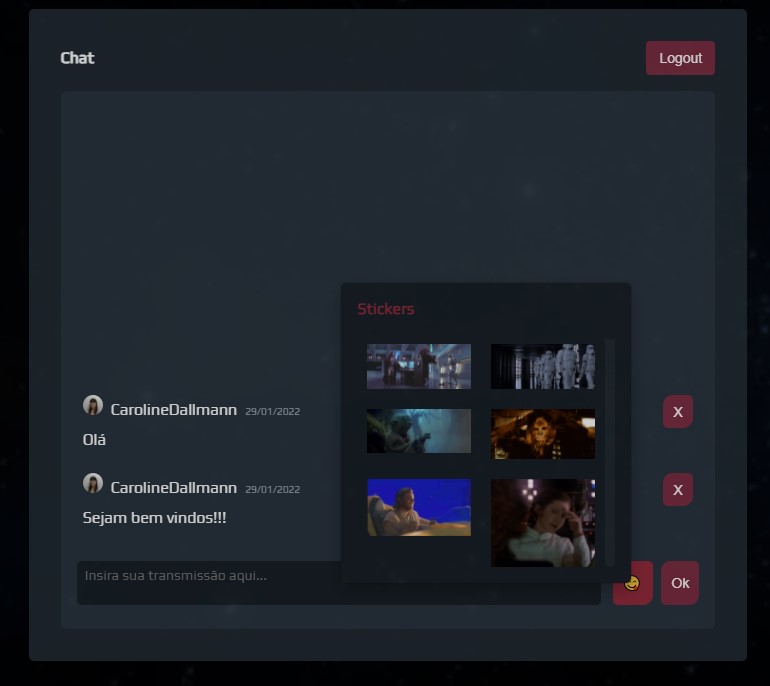 Chat
Logout
Stickers
CarolineDallmann 29/01/2022
X
Olá
CarolineDallmann 29/01/2022
X
Sejam bem vindos!!!
Insira sua transmissão aqui...
Ok